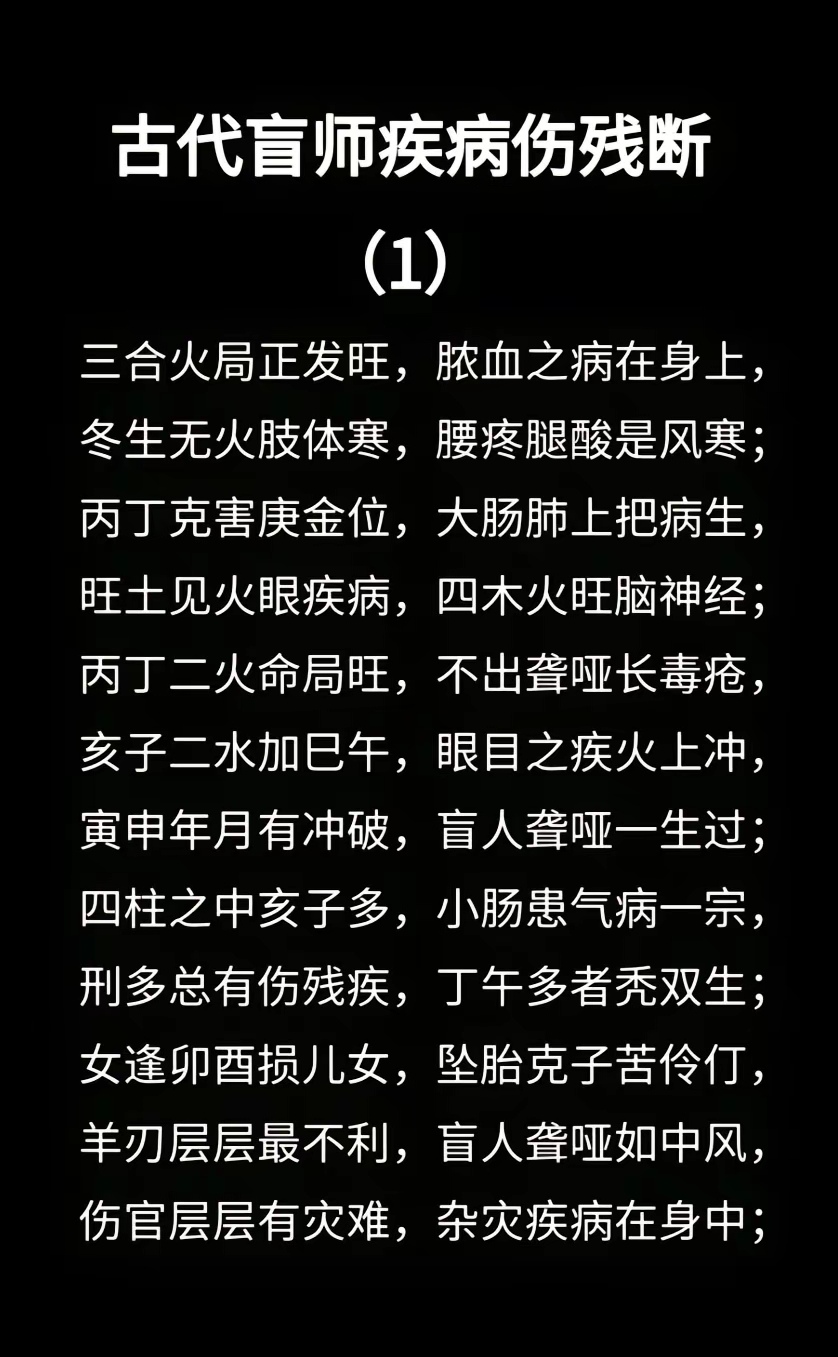 古代盲师疾病伤残断
（1）
三合火局正发旺，脓血之病在身上，
冬生无火肢体寒，腰疼腿酸是风寒；
丙丁克害庚金位，大肠肺上把病生，
旺土见火眼疾病，四木火旺脑神经；
丙丁二火命局旺，不出聋哑长毒疮，
亥子二水加巳午，眼目之疾火上冲，
寅申年月有冲破，盲人聋哑一生过；
四柱之中亥子多，小肠患气病一宗，
刑多总有伤残疾，丁午多者秃双生；
女逢卯酉损儿女，坠胎克子苦伶仃，
羊刃层层最不利，盲人聋哑如中风，
伤官层层有灾难，杂灾疾病在身中；